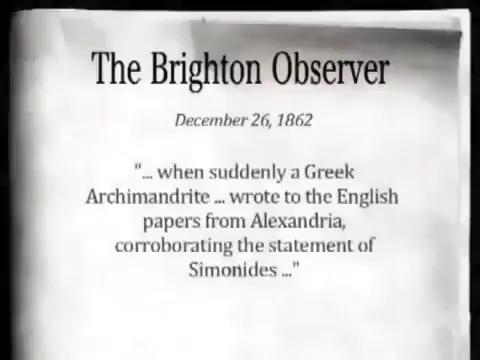 The Brighton Observer
December 26, 1862
"... when suddenly a Greek
Archimandrite ... wrote to the English
papers from Alexandria,
corroborating the statement of
Simonides ..."